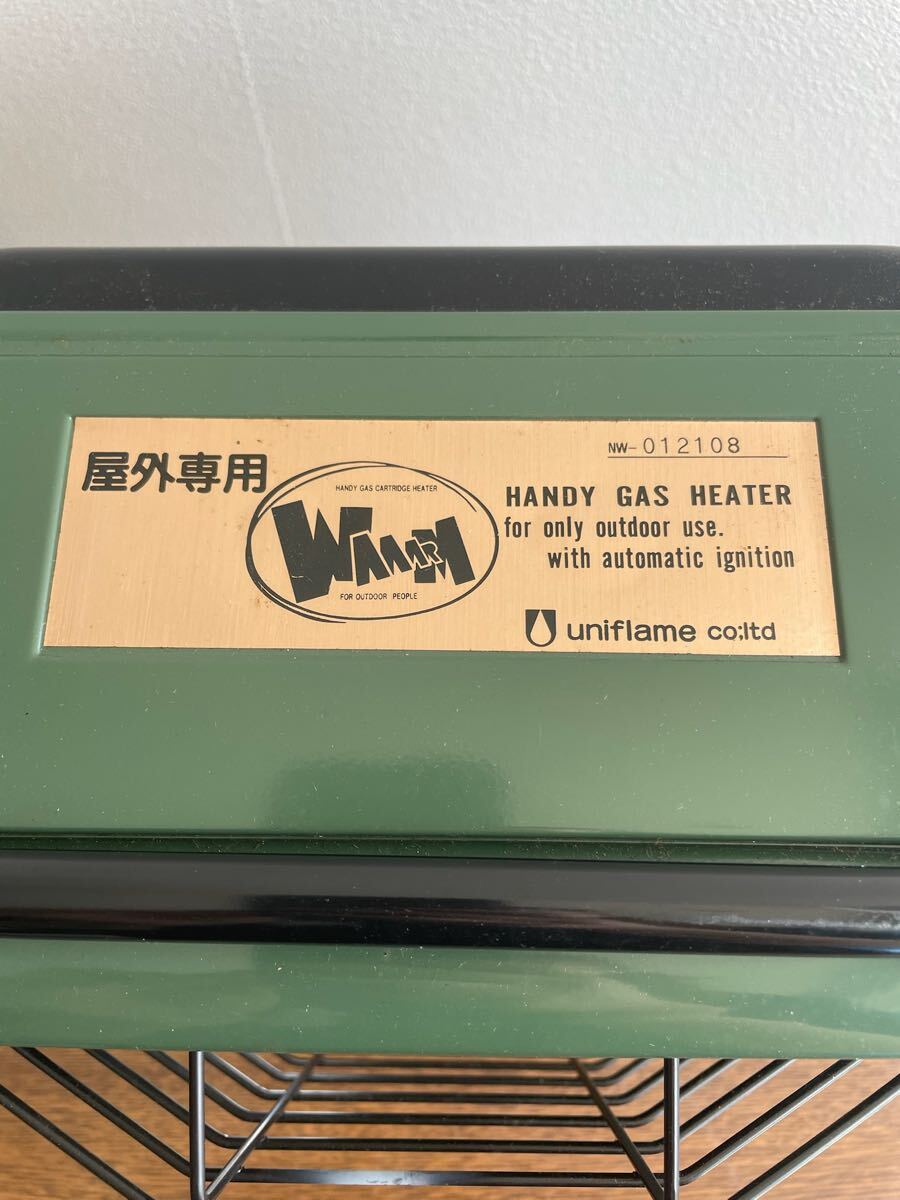 屋外専用
HANDY GAS CARTRIDGE HEATER
WAAARM
FOR OUTDOOR PEOPLE
NW-012108
HANDY GAS HEATER
for only outdoor use.
with automatic ignition
uniflame co;ltd